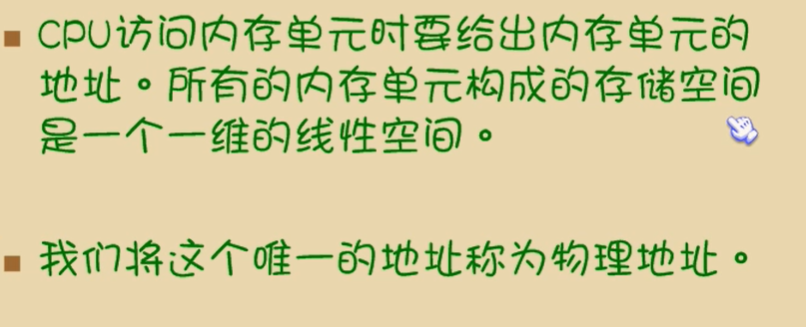 CPU访问内存单元时要给出内存单元的
地址。所有的内存单元构成的存储空间
是一个一维的线性空间。
我们将这个唯一的地址称为物理地址。